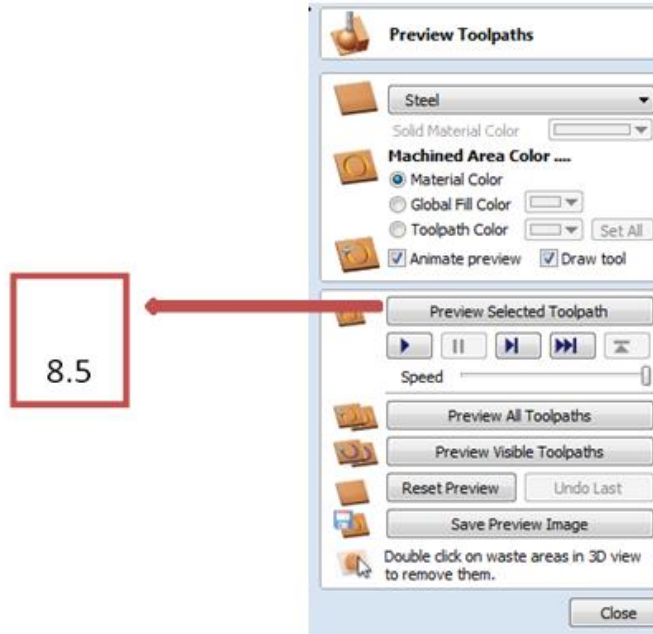 Preview Toolpaths
Steel
Solid Material Color
Machined Area Color ....
Material Color
Global Fill Color
Toolpath Color Set All
Animate preview Draw tool
8.5
Preview Selected Toolpath
Speed
Preview All Toolpaths
Preview Visible Toolpaths
Reset Preview Undo Last
Save Preview Image
Double click on waste areas in 3D view
to remove them.
Close